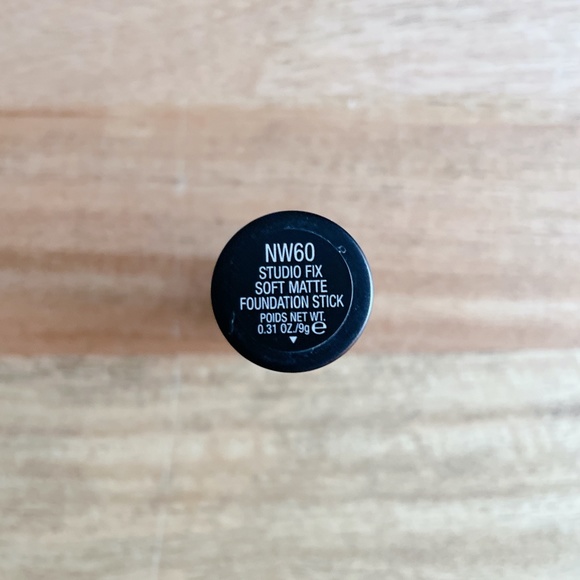 NW60
STUDIO FIX
SOFT MATTE
FOUNDATION STICK
POIDS NET WT.
0.31 OZ./9g ℮